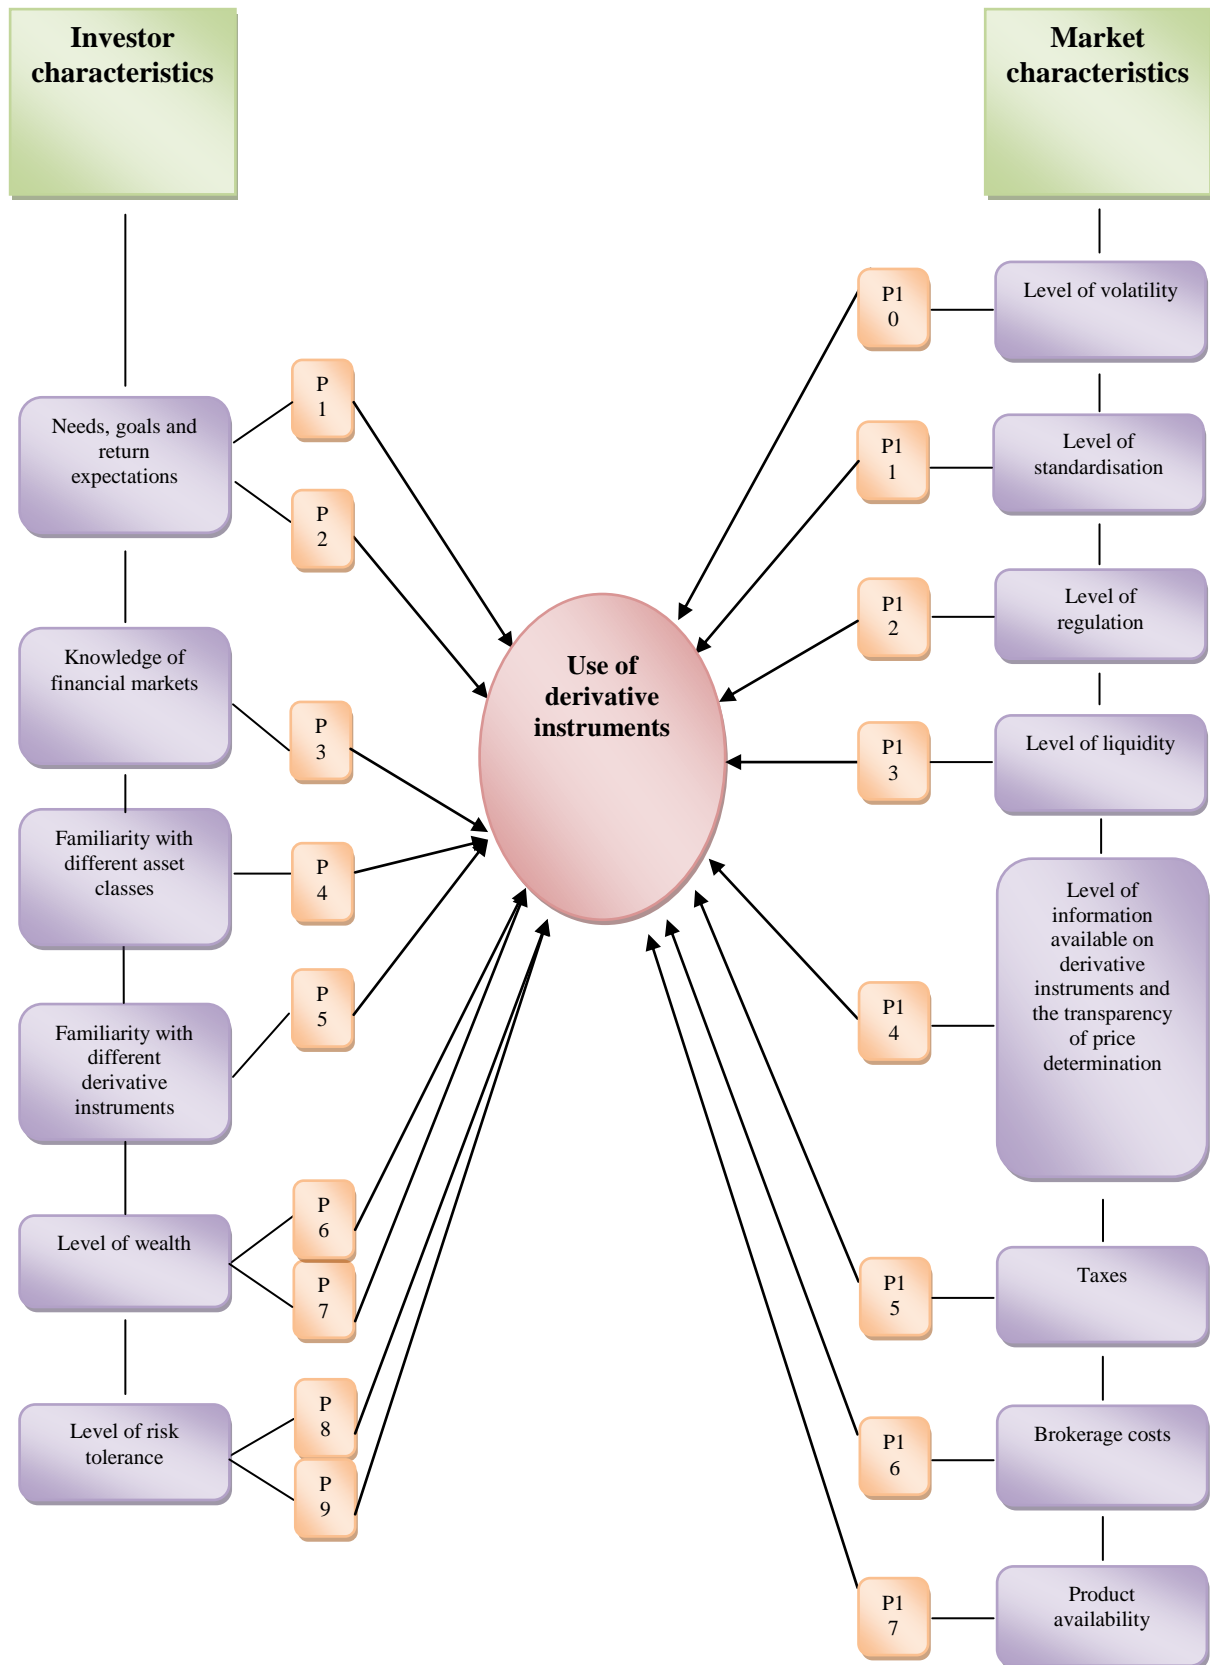 Investor
characteristics
Needs, goals and
return
expectations
Knowledge of
financial markets
Familiarity with
different asset
classes
Familiarity with
different
derivative
instruments
Level of wealth
Level of risk
tolerance
P
1
P
2
P
3
P
4
P
5
P
6
P
7
P
8
P
9
Use of
derivative
instruments
P1
0
P1
1
P1
2
P1
3
P1
4
P1
5
P1
6
P1
7
Market
characteristics
Level of volatility
Level of
standardisation
Level of
regulation
Level of liquidity
Level of
information
available on
derivative
instruments and
the transparency
of price
determination
Taxes
Brokerage costs
Product
availability